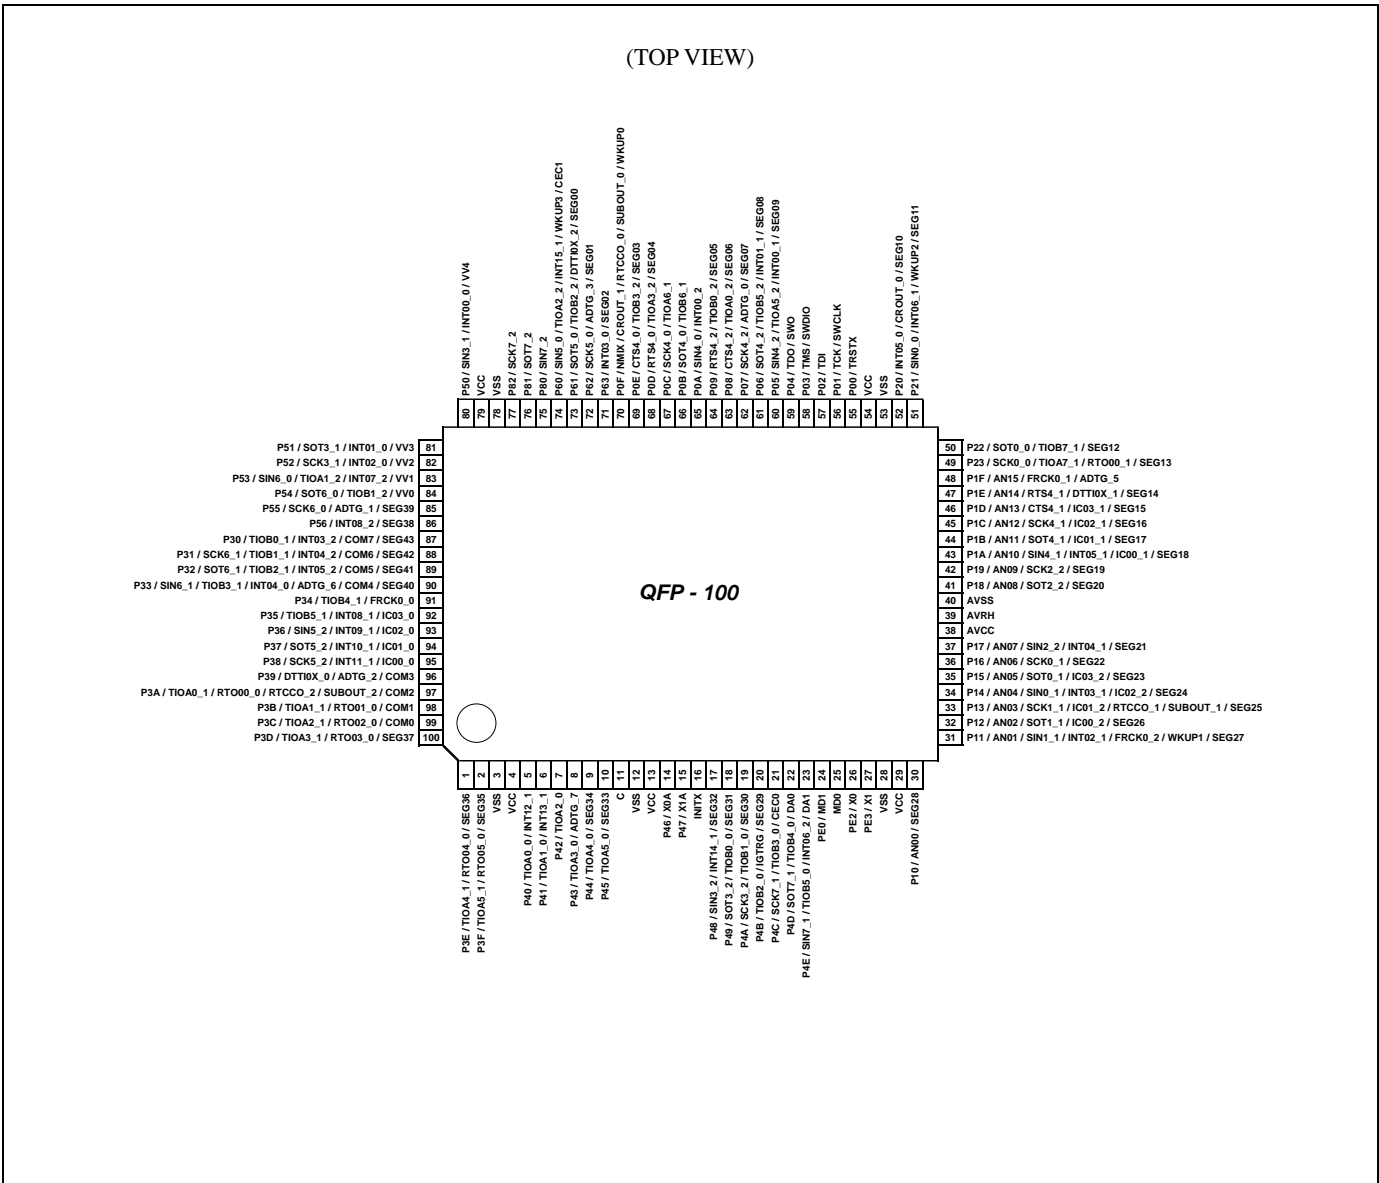 (TOP VIEW)
80 P50 / SIN3_1 / INT00_0 / VV4
79 VCC
78 VSS
77 P82 / SCK7_2
76 P81 / SOT7_2
75 P80 / SIN7_2
74 P60 / SIN5_0 / TIOA2_2 / INT15_1 / WKUP3 / CEC1
73 P61 / SOT5_0 / TIOB2_2 / DTTI0X_2 / SEG00
72 P62 / SCK5_0 / ADTG_3 / SEG01
71 P63 / INT03_0 / SEG02
70 P0F / NMIX / CROUT_1 / RTCCO_0 / SUBOUT_0 / WKUP0
69 P0E / CTS4_0 / TIOB3_2 / SEG03
68 P0D / RTS4_0 / TIOA3_2 / SEG04
67 P0C / SCK4_0 / TIOA6_1
66 P0B / SOT4_0 / TIOB6_1
65 P0A / SIN4_0 / INT00_2
64 P09 / RTS4_2 / TIOB0_2 / SEG05
63 P08 / CTS4_2 / TIOA0_2 / SEG06
62 P07 / SCK4_2 / ADTG_0 / SEG07
61 P06 / SOT4_2 / TIOB5_2 / INT01_1 / SEG08
60 P05 / SIN4_2 / TIOA5_2 / INT00_1 / SEG09
59 P04 / TDO / SWO
58 P03 / TMS / SWDIO
57 P02 / TDI
56 P01 / TCK / SWCLK
55 P00 / TRSTX
54 VCC
53 VSS
52 P20 / INT05_0 / CROUT_0 / SEG10
51 P21 / SIN0_0 / INT06_1 / WKUP2 / SEG11
P51 / SOT3_1 / INT01_0 / VV3 81
P52 / SCK3_1 / INT02_0 / VV2 82
P53 / SIN6_0 / TIOA1_2 / INT07_2 / VV1 83
P54 / SOT6_0 / TIOB1_2 / VV0 84
P55 / SCK6_0 / ADTG_1 / SEG39 85
P56 / INT08_2 / SEG38 86
P30 / TIOB0_1 / INT03_2 / COM7 / SEG43 87
P31 / SCK6_1 / TIOB1_1 / INT04_2 / COM6 / SEG42 88
P32 / SOT6_1 / TIOB2_1 / INT05_2 / COM5 / SEG41 89
P33 / SIN6_1 / TIOB3_1 / INT04_0 / ADTG_6 / COM4 / SEG40 90
P34 / TIOB4_1 / FRCK0_0 91
P35 / TIOB5_1 / INT08_1 / IC03_0 92
P36 / SIN5_2 / INT09_1 / IC02_0 93
P37 / SOT5_2 / INT10_1 / IC01_0 94
P38 / SCK5_2 / INT11_1 / IC00_0 95
P39 / DTTI0X_0 / ADTG_2 / COM3 96
P3A / TIOA0_1 / RTO00_0 / RTCCO_2 / SUBOUT_2 / COM2 97
P3B / TIOA1_1 / RTO01_0 / COM1 98
P3C / TIOA2_1 / RTO02_0 / COM0 99
P3D / TIOA3_1 / RTO03_0 / SEG37 100
QFP - 100
50 P22 / SOT0_0 / TIOB7_1 / SEG12
49 P23 / SCK0_0 / TIOA7_1 / RTO00_1 / SEG13
48 P1F / AN15 / FRCK0_1 / ADTG_5
47 P1E / AN14 / RTS4_1 / DTTI0X_1 / SEG14
46 P1D / AN13 / CTS4_1 / IC03_1 / SEG15
45 P1C / AN12 / SCK4_1 / IC02_1 / SEG16
44 P1B / AN11 / SOT4_1 / IC01_1 / SEG17
43 P1A / AN10 / SIN4_1 / INT05_1 / IC00_1 / SEG18
42 P19 / AN09 / SCK2_2 / SEG19
41 P18 / AN08 / SOT2_2 / SEG20
40 AVSS
39 AVRH
38 AVCC
37 P17 / AN07 / SIN2_2 / INT04_1 / SEG21
36 P16 / AN06 / SCK0_1 / SEG22
35 P15 / AN05 / SOT0_1 / IC03_2 / SEG23
34 P14 / AN04 / SIN0_1 / INT03_1 / IC02_2 / SEG24
33 P13 / AN03 / SCK1_1 / IC01_2 / RTCCO_1 / SUBOUT_1 / SEG25
32 P12 / AN02 / SOT1_1 / IC00_2 / SEG26
31 P11 / AN01 / SIN1_1 / INT02_1 / FRCK0_2 / WKUP1 / SEG27
1 P3E / TIOA4_1 / RTO04_0 / SEG36
2 P3F / TIOA5_1 / RTO05_0 / SEG35
3 VSS
4 VCC
5 P40 / TIOA0_0 / INT12_1
6 P41 / TIOA1_0 / INT13_1
7 P42 / TIOA2_0
8 P43 / TIOA3_0 / ADTG_7
9 P44 / TIOA4_0 / SEG34
10 P45 / TIOA5_0 / SEG33
11 C
12 VSS
13 VCC
14 P46 / X0A
15 P47 / X1A
16 INITX
17 P48 / SIN3_2 / INT14_1 / SEG32
18 P49 / SOT3_2 / TIOB0_0 / SEG31
19 P4A / SCK3_2 / TIOB1_0 / SEG30
20 P4B / TIOB2_0 / IGTRG / SEG29
21 P4C / SCK7_1 / TIOB3_0 / CEC0
22 P4D / SOT7_1 / TIOB4_0 / DA0
23 P4E / SIN7_1 / TIOB5_0 / INT06_2 / DA1
24 PE0 / MD1
25 MD0
26 PE2 / X0
27 PE3 / X1
28 VSS
29 VCC
30 P10 / AN00 / SEG28